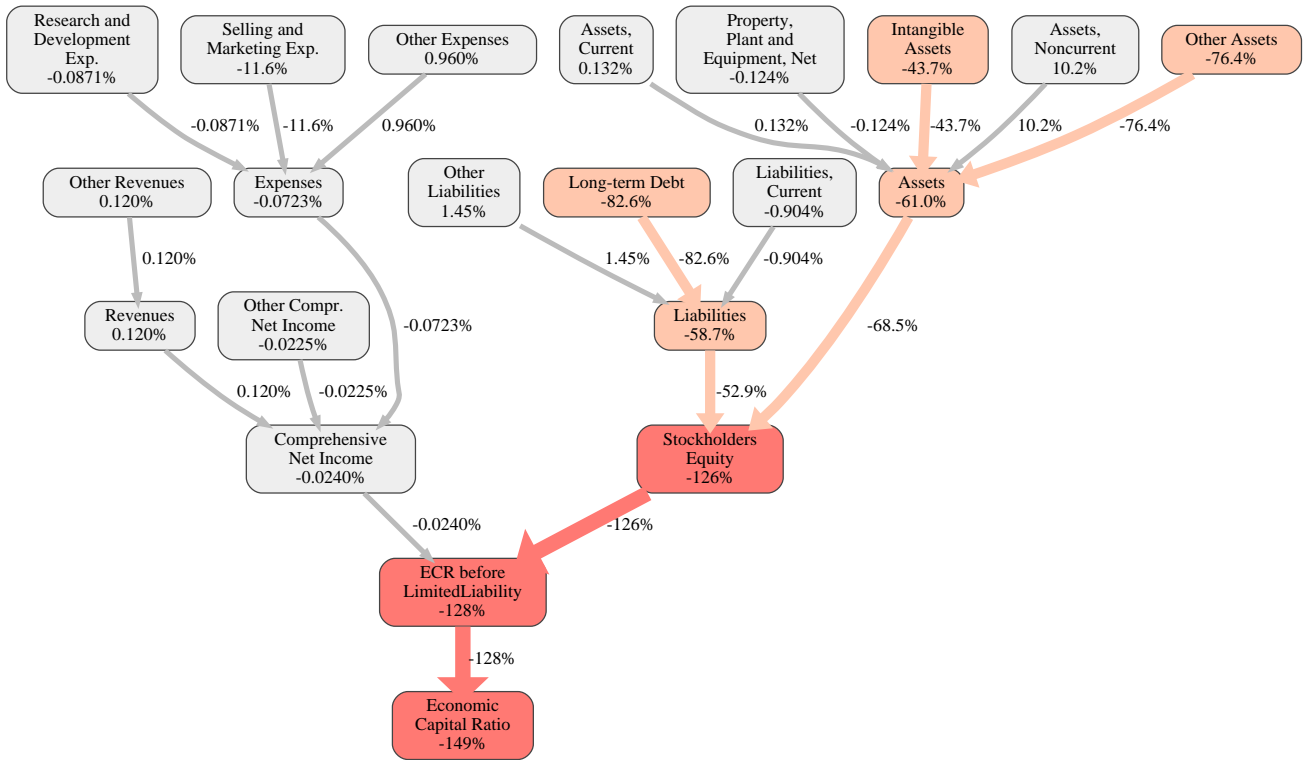 Research and
Development
Exp.
-0.0871%
Selling and
Marketing Exp.
-11.6%
Other Expenses
0.960%
Assets,
Current
0.132%
Property,
Plant and
Equipment, Net
-0.124%
Intangible
Assets
-43.7%
Assets,
Noncurrent
10.2%
Other Assets
-76.4%
-0.0871%
-11.6%
0.960%
0.132%
-0.124%
-43.7%
10.2%
-76.4%
Other Revenues
0.120%
Expenses
-0.0723%
Other
Liabilities
1.45%
Long-term Debt
-82.6%
Liabilities,
Current
-0.904%
Assets
-61.0%
0.120%
1.45%
-82.6%
-0.904%
Revenues
0.120%
Other Compr.
Net Income
-0.0225%
-0.0723%
Liabilities
-58.7%
-68.5%
0.120%
-0.0225%
-52.9%
Comprehensive
Net Income
-0.0240%
Stockholders
Equity
-126%
-0.0240%
-126%
ECR before
LimitedLiability
-128%
-128%
Economic
Capital Ratio
-149%